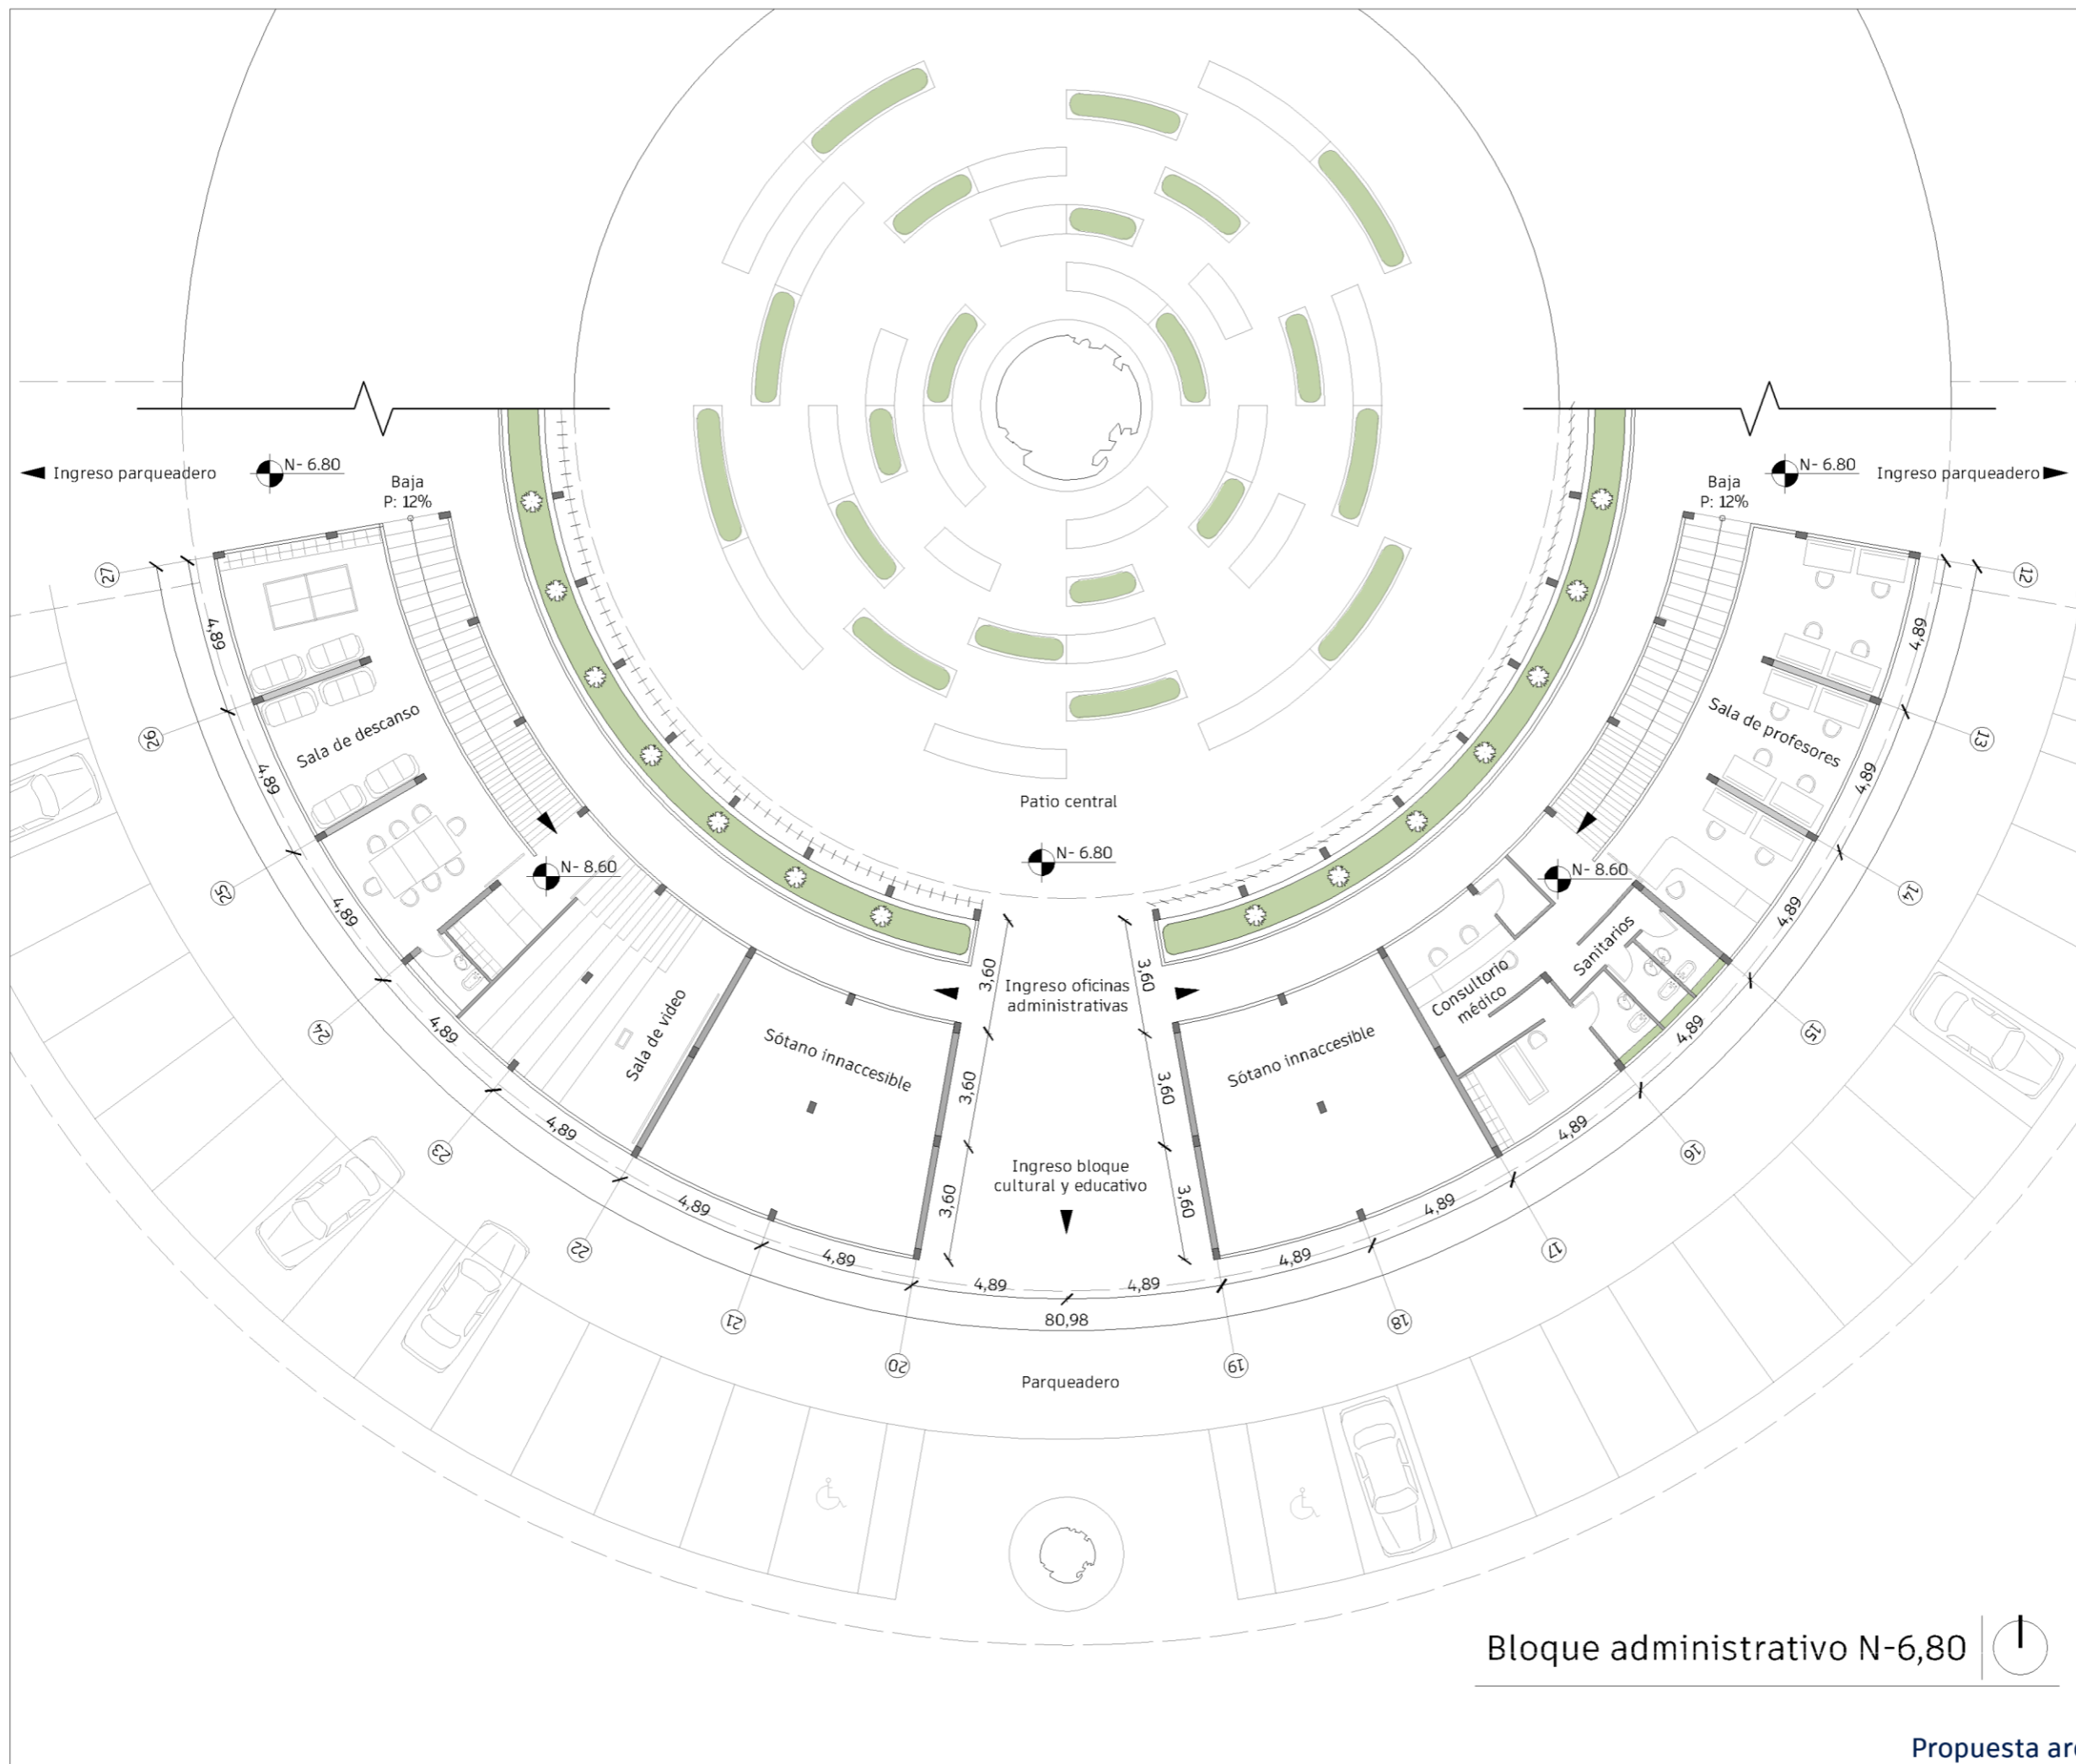 Ingreso parqueadero
N- 6.80
Baja
P: 12%
Baja
P: 12%
N- 6.80
Ingreso parqueadero
27
12
4,89
4,89
26
13
Sala de descanso
Sala de profesores
4,89
4,89
Patio central
N- 6.80
N- 8.60
N- 8.60
25
14
4,89
4,89
Sanitarios
Consultorio
médico
3,60
3,60
Ingreso oficinas
administrativas
24
15
4,89
4,89
Sala de video
Sótano innaccesible
Sótano innaccesible
3,60
3,60
23
16
4,89
4,89
Ingreso bloque
cultural y educativo
3,60
3,60
22
17
4,89
4,89
4,89
4,89
4,89
4,89
80,98
21
18
20
19
Parqueadero
Bloque administrativo N-6,80
Propuesta ar